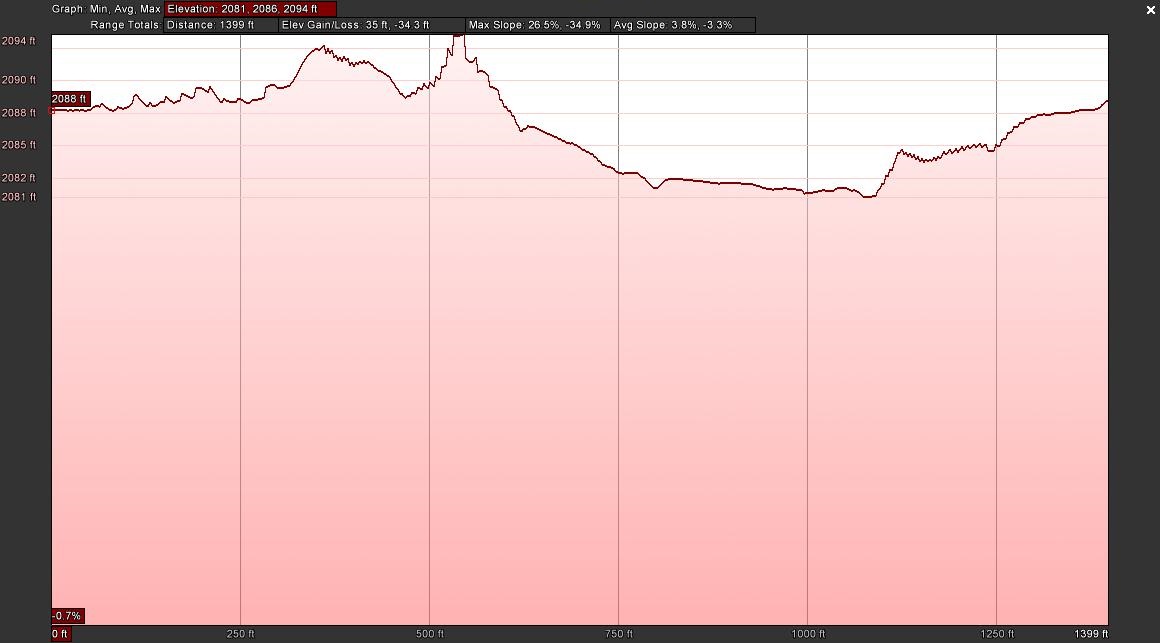 Graph: Min, Avg, Max Elevation: 2081, 2086, 2094 ft
Range Totals: Distance: 1399 ft Elev Gain/Loss: 35 ft, -34.3 ft Max Slope: 26.5%, -34.9% Avg Slope: 3.8%, -3.3%
2094 ft
2090 ft
2088 ft
2088 ft
2085 ft
2082 ft
2081 ft
-0.7%
0 ft 250 ft 500 ft 750 ft 1000 ft 1250 ft 1399 ft